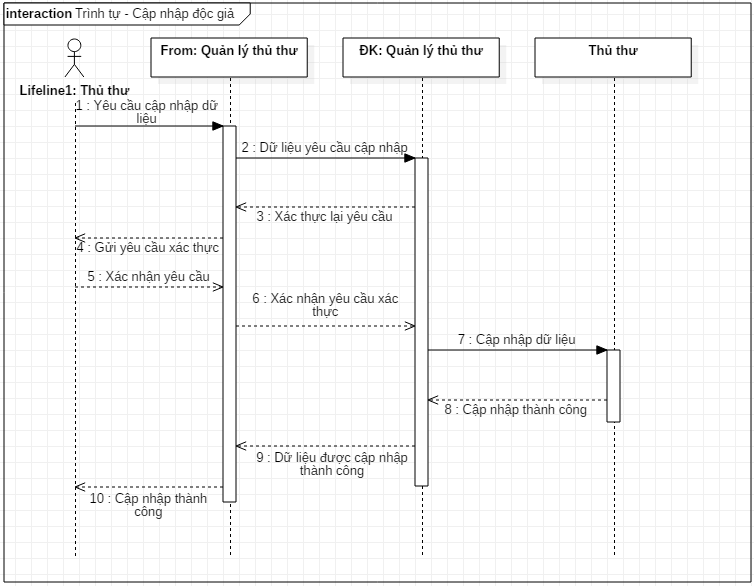 interaction Trình tự - Cập nhập độc giả
From: Quản lý thủ thư
ĐK: Quản lý thủ thư
Thủ thư
Lifeline1: Thủ thư
1 : Yêu cầu cập nhập dữ
liệu
2 : Dữ liệu yêu cầu cập nhập
3 : Xác thực lại yêu cầu
4 : Gửi yêu cầu xác thực
5 : Xác nhận yêu cầu
6 : Xác nhận yêu cầu xác
thực
7 : Cập nhập dữ liệu
8 : Cập nhập thành công
9 : Dữ liệu được cập nhập
thành công
10 : Cập nhập thành
công